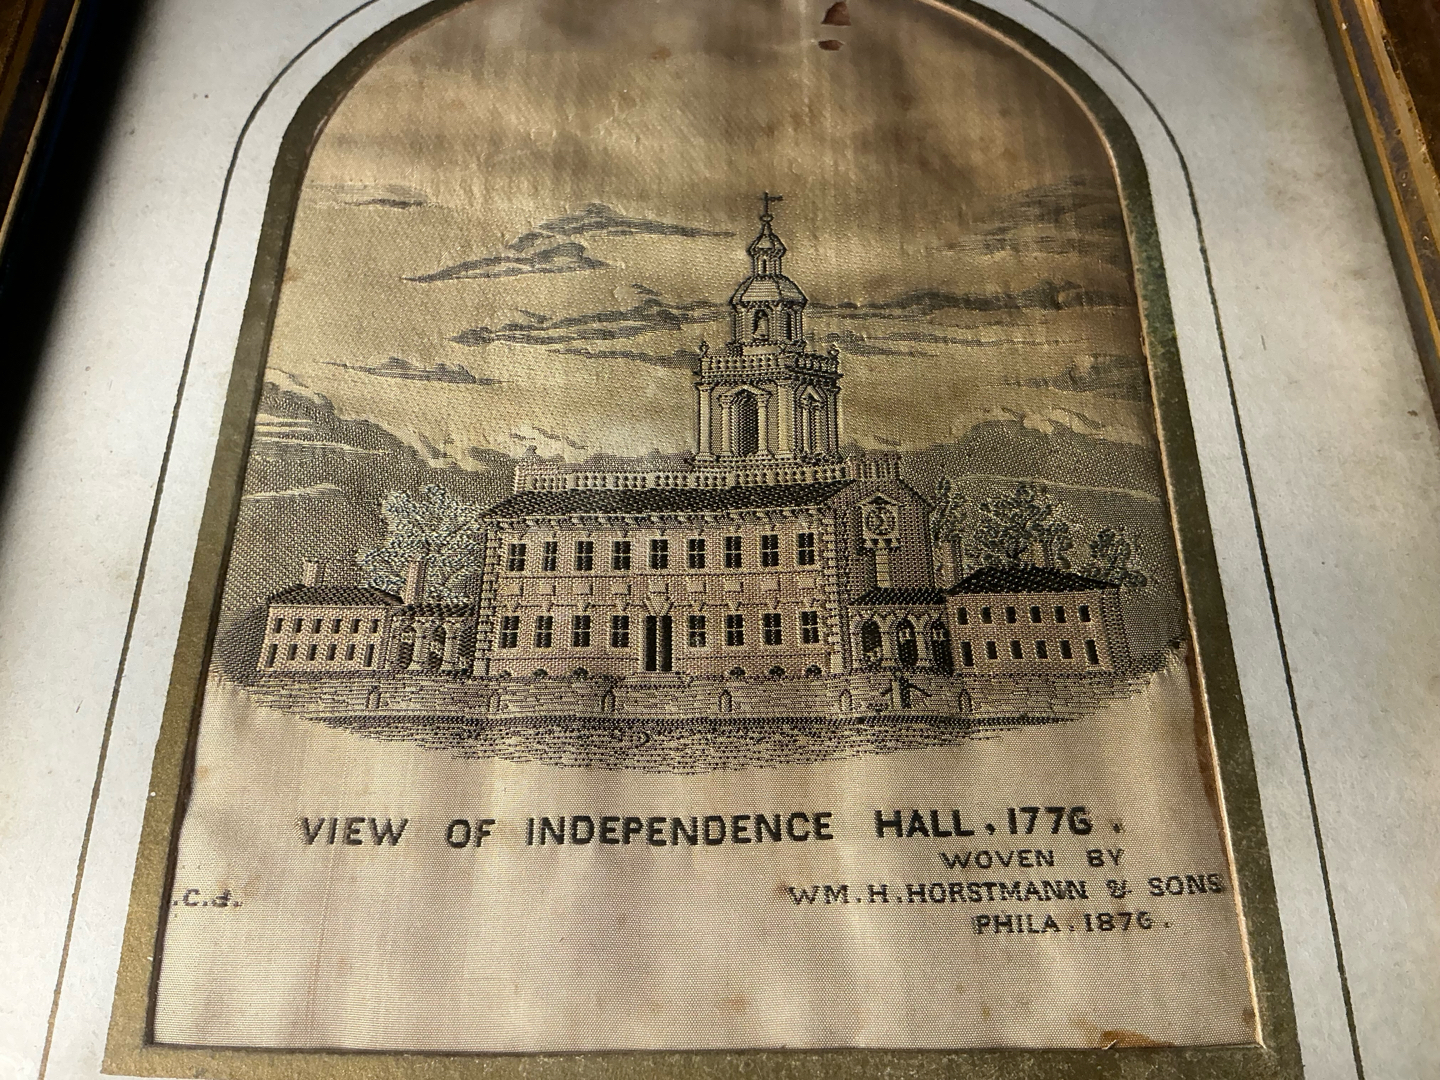 VIEW OF INDEPENDENCE HALL, 1776.
WOVEN BY
.C.J.
WM.H.HORSTMANN & SONS
PHILA. 1876.